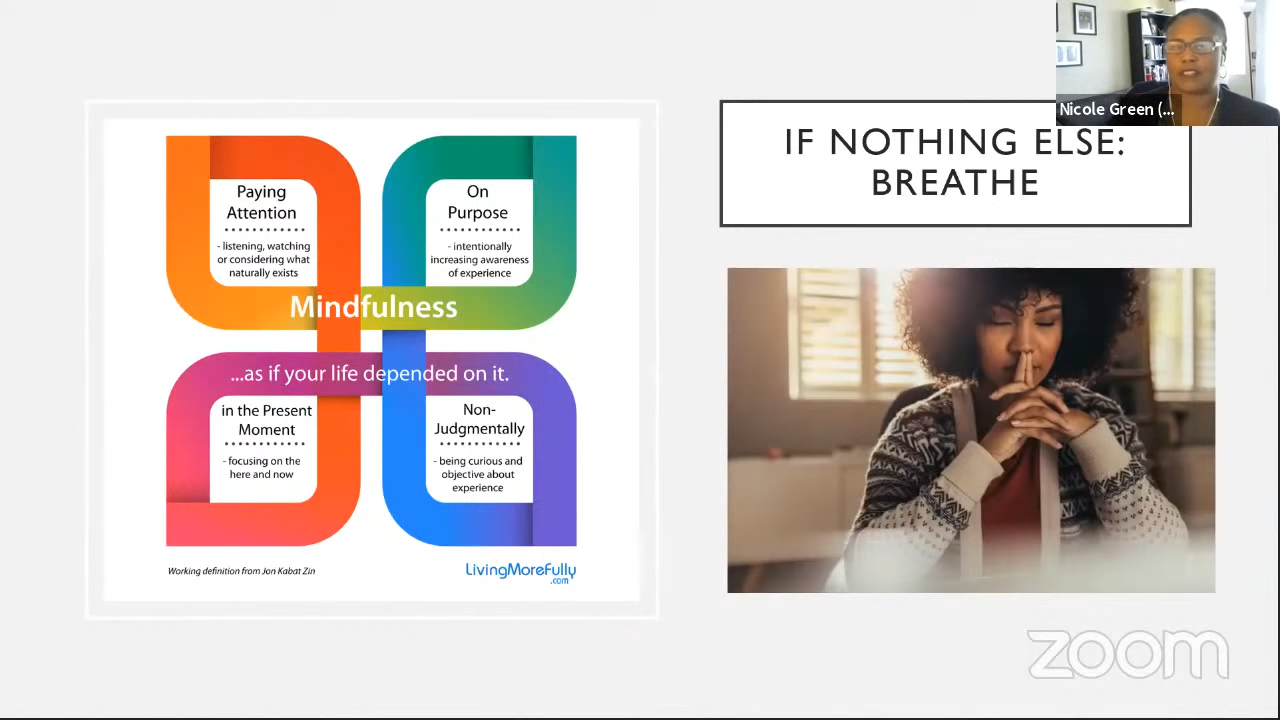 Nicole Green (...
IF NOTHING ELSE:
BREATHE
Paying
Attention
- listening, watching
or considering what
naturally exists
On
Purpose
- intentionally
increasing awareness
of experience
Mindfulness
...as if your life depended on it.
in the Present
Moment
- focusing on the
here and now
Non-
Judgmentally
- being curious and
objective about
experience
Working definition from Jon Kabat Zin
LivingMoreFully
.com
zoom